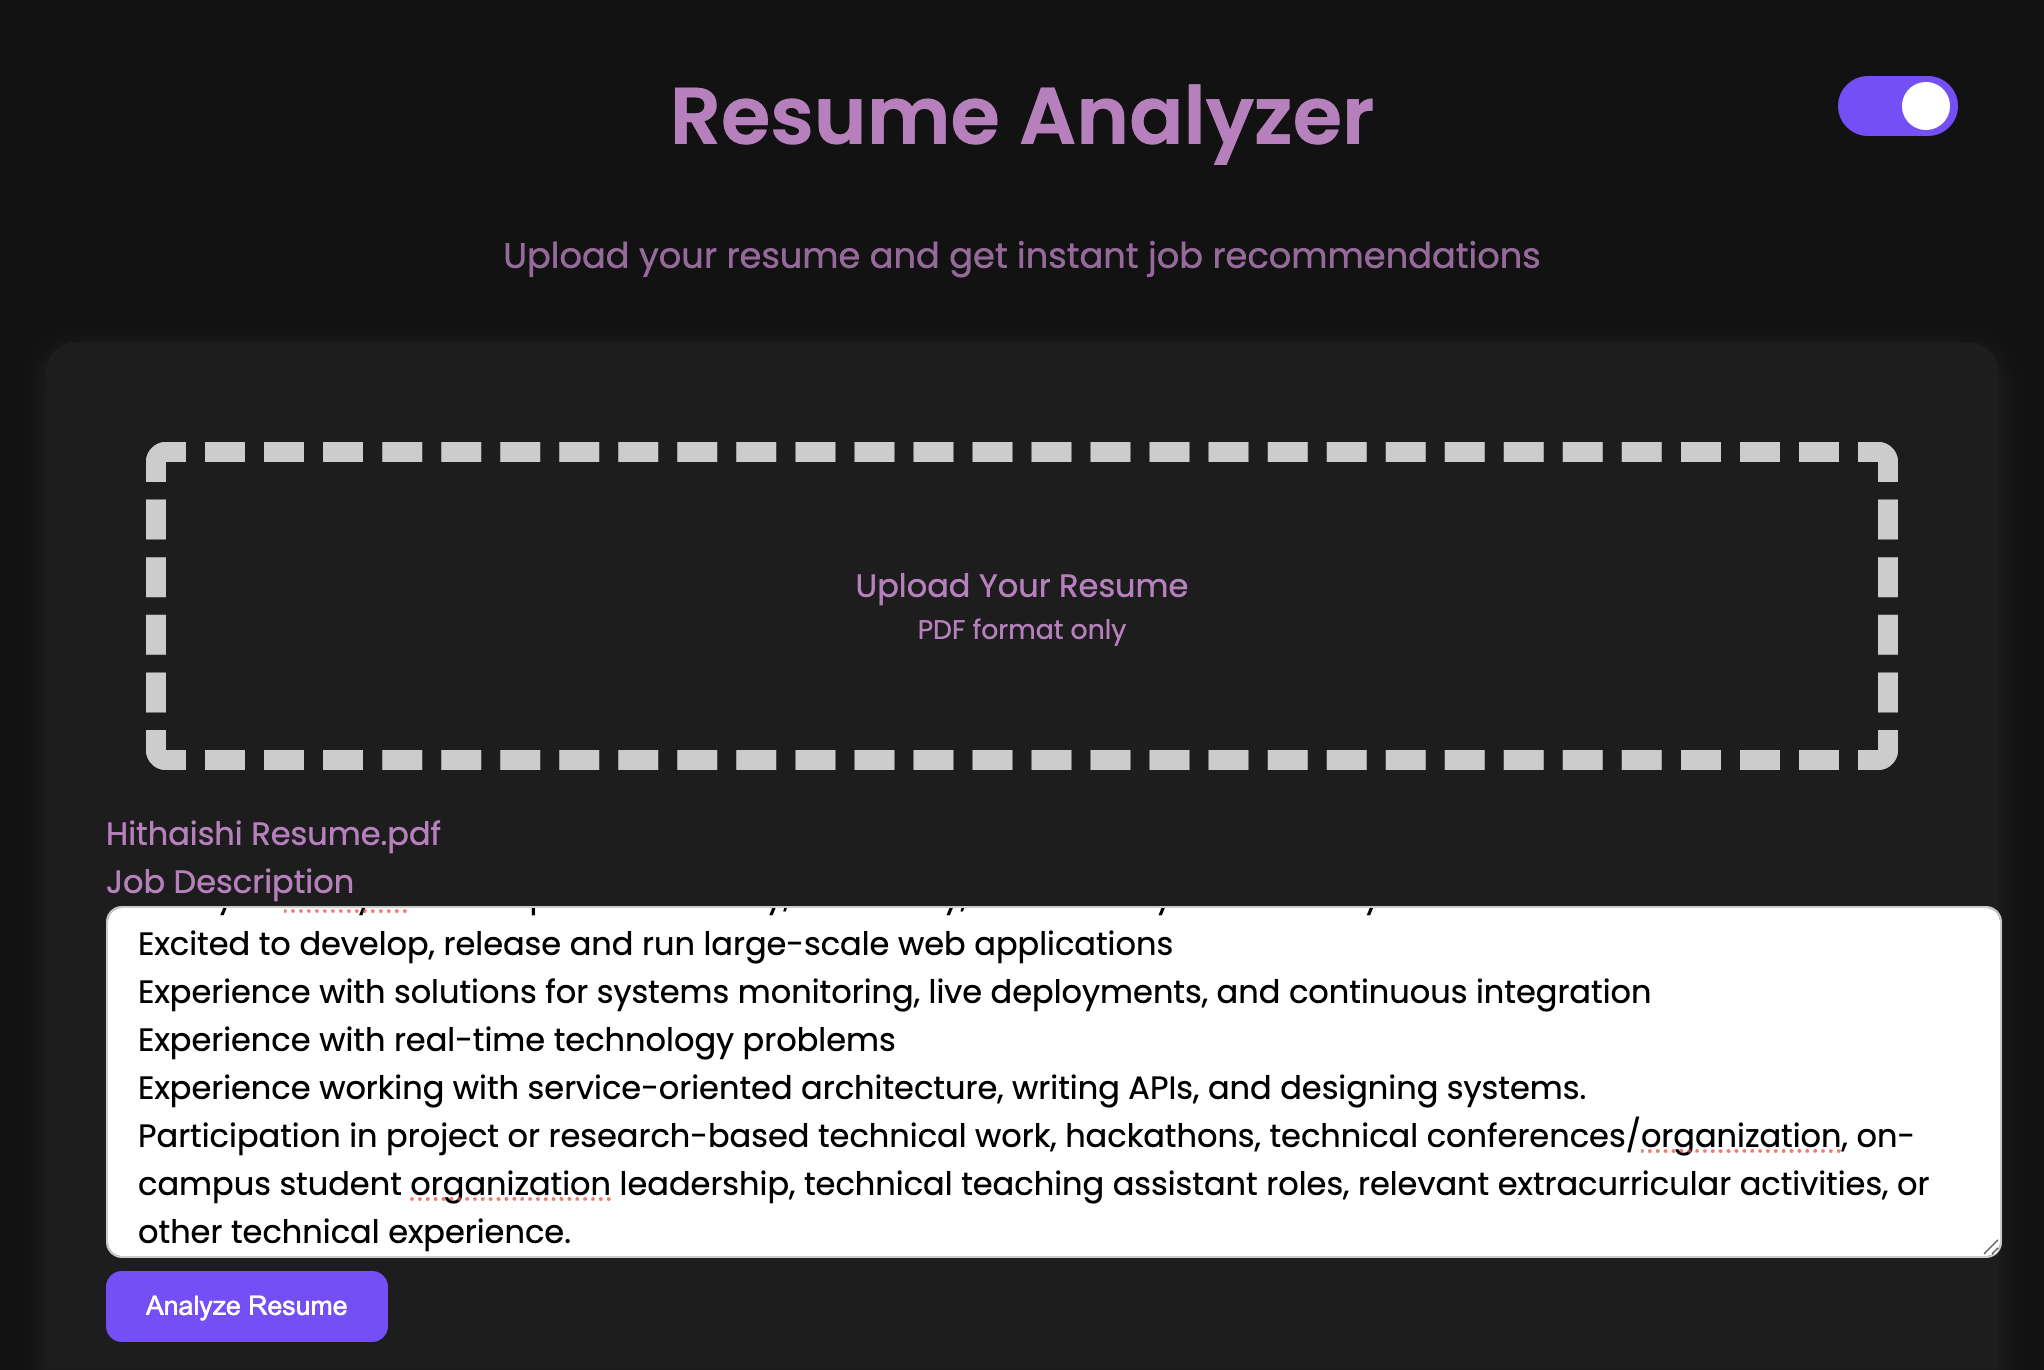 Resume Analyzer
Upload your resume and get instant job recommendations
Upload Your Resume
PDF format only
Hithaishi Resume.pdf
Job Description
Excited to develop, release and run large-scale web applications
Experience with solutions for systems monitoring, live deployments, and continuous integration
Experience with real-time technology problems
Experience working with service-oriented architecture, writing APIs, and designing systems.
Participation in project or research-based technical work, hackathons, technical conferences/organization, on-
campus student organization leadership, technical teaching assistant roles, relevant extracurricular activities, or
other technical experience.
Analyze Resume